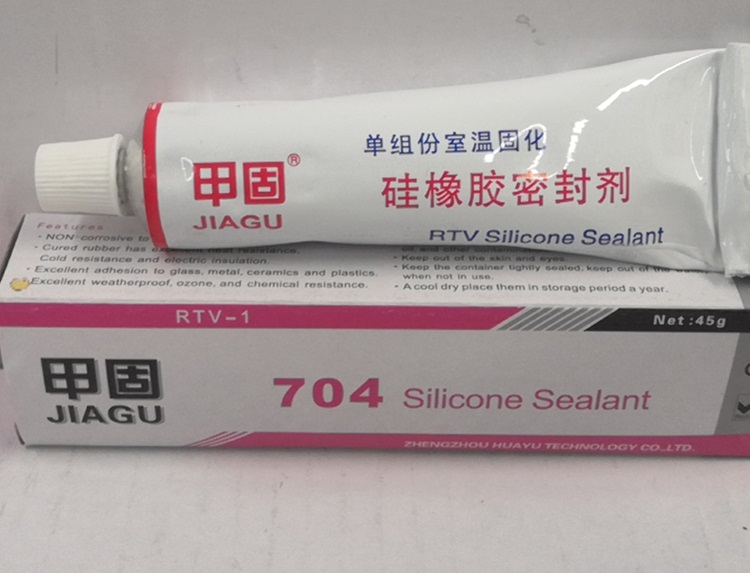 甲固®
JIAGU
单组份室温固化
硅橡胶密封剂
RTV Silicone Sealant
Features
· NON corrosive to
· Cured rubber has excellent heat resistance.
Cold resistance and electric insulation.
· Excellent adhesion to glass, metal, ceramics and plastics.
Excellent weatherproof, ozone, and chemical resistance.
· Keep out of the skin and eyes.
· Keep the container tightly sealed, keep out of the
when not in use.
· A cool dry place them in storage period a year.
RTV-1
Net:45g
甲固
JIAGU
704 Silicone Sealant
ZHENGZHOU HUAYU TECHNOLOGY CO.,LTD.